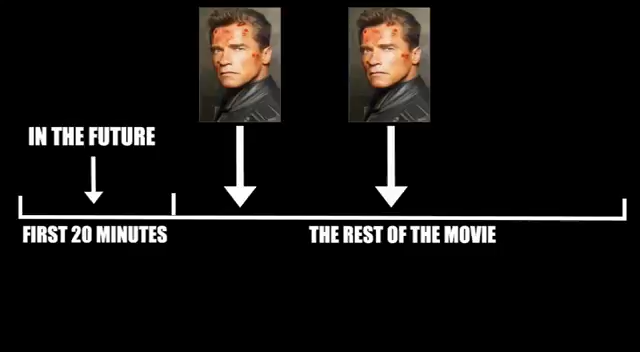 IN THE FUTURE
FIRST 20 MINUTES
THE REST OF THE MOVIE